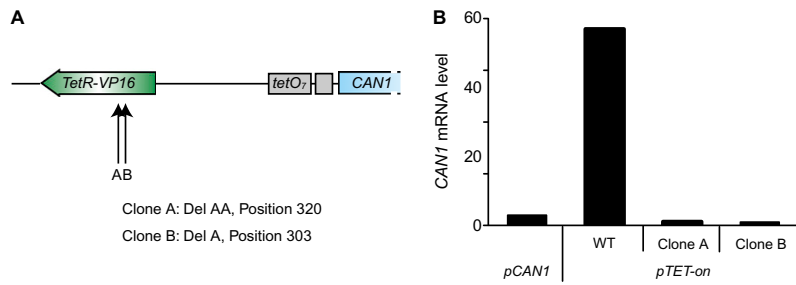 A
TetR-VP16
tetO7
CAN1
AB
Clone A: Del AA, Position 320
Clone B: Del A, Position 303
B
CAN1 mRNA level
60
40
20
0
WT
Clone A
Clone B
pCAN1
pTET-on